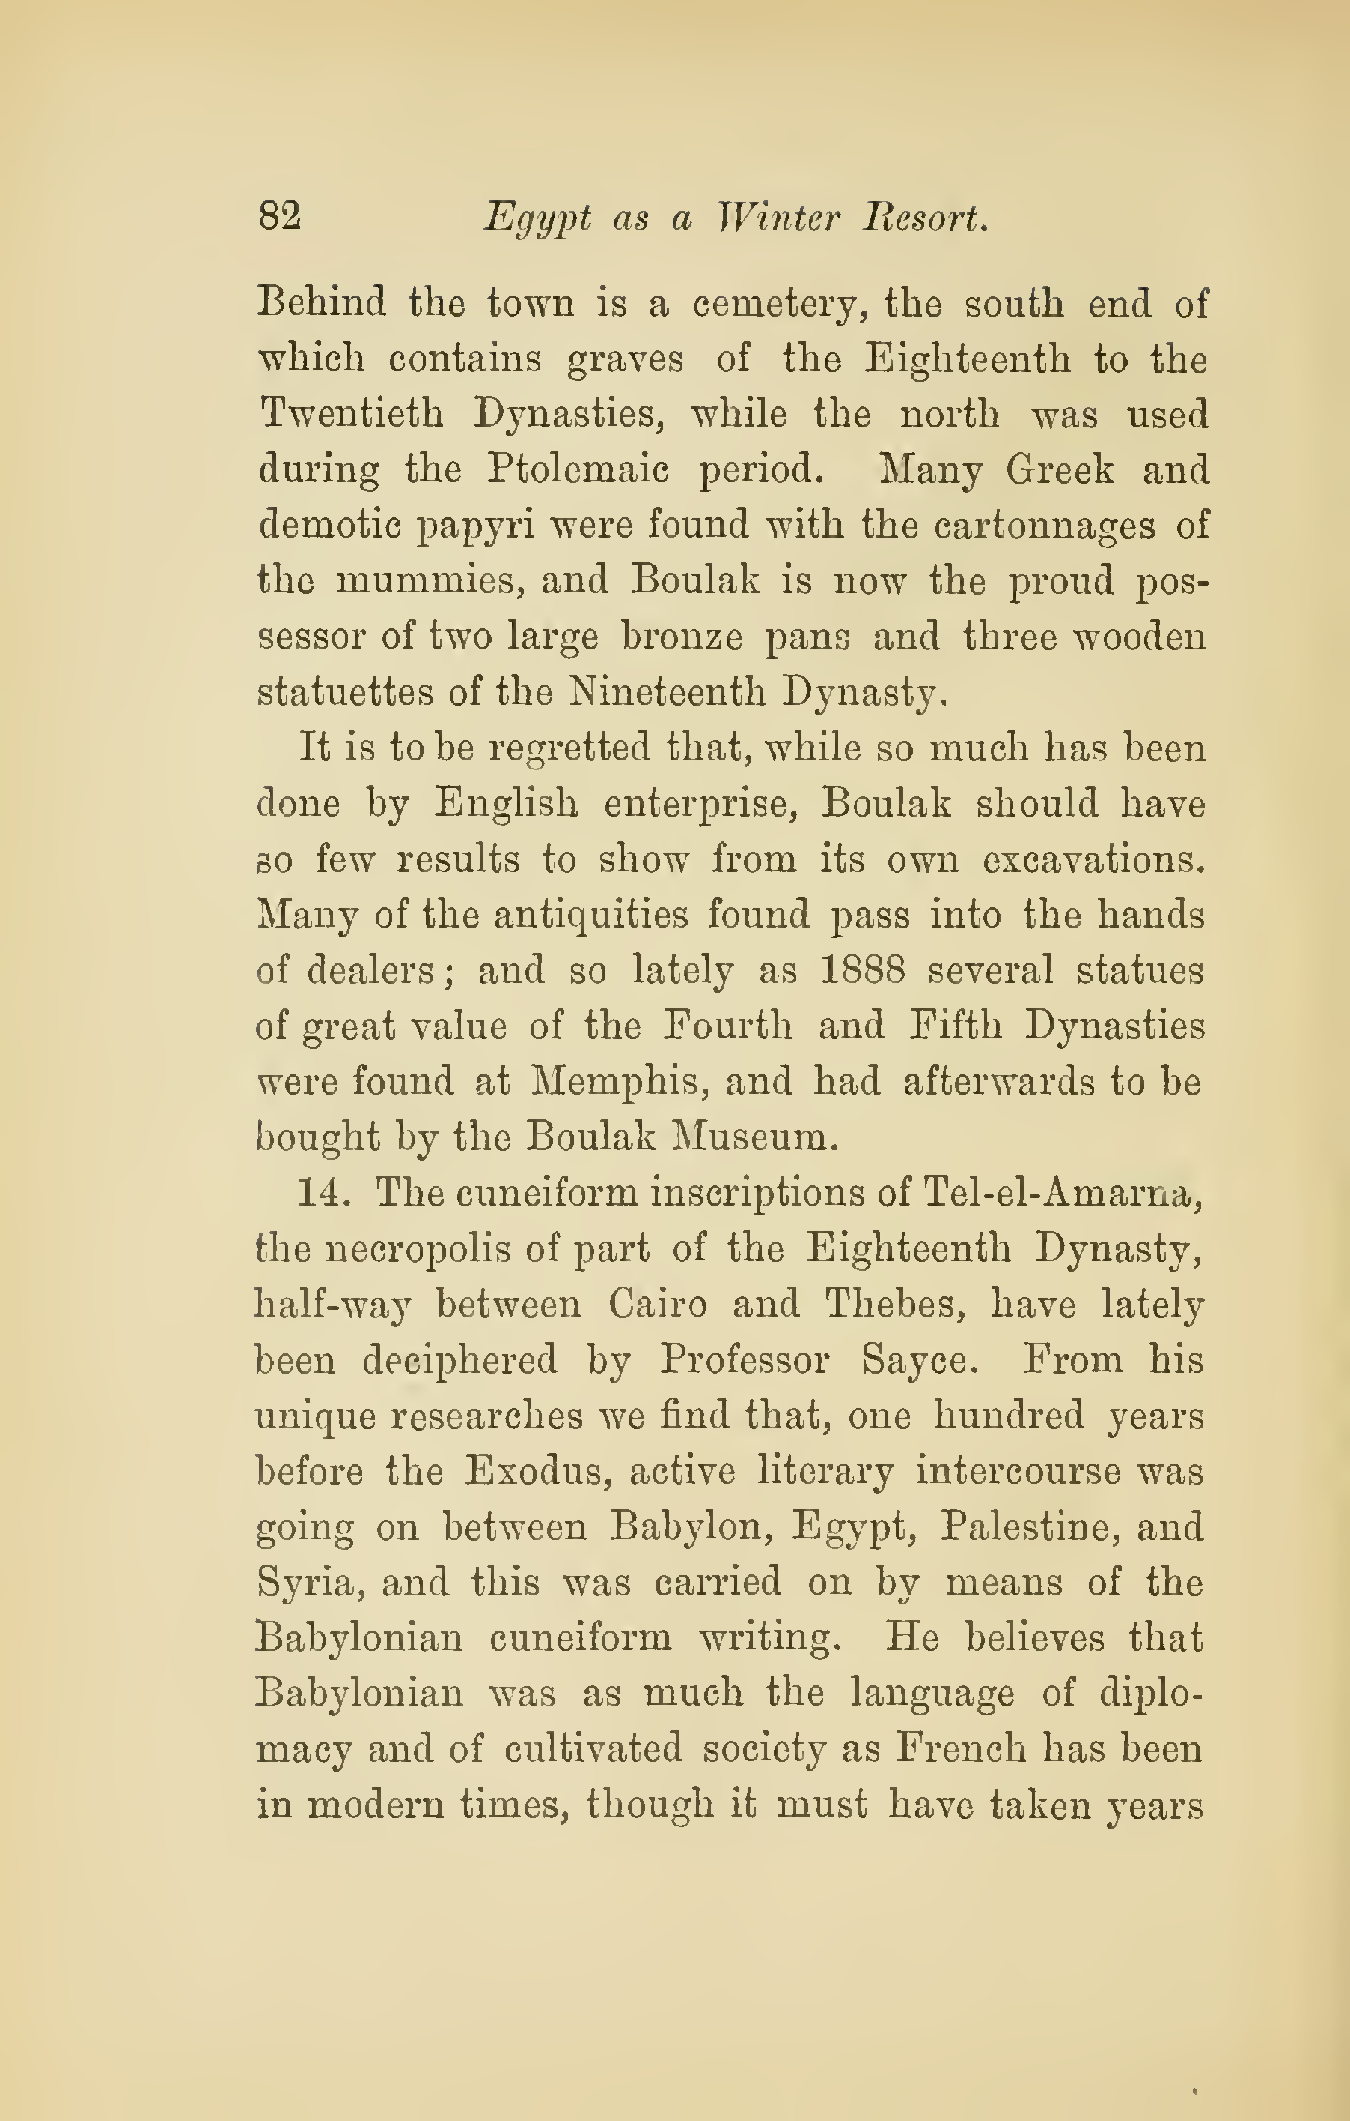 82 Egypt as a Winter Resort.
Behind the town is a cemetery, the south end of
which contains graves of the Eighteenth to the
Twentieth Dynasties, while the north was used
during the Ptolemaic period. Many Greek and
demotic papyri were found with the cartonnages of
the mummies, and Boulak is now the proud pos-
sessor of two large bronze pans and three wooden
statuettes of the Nineteenth Dynasty.
It is to be regretted that, while so much has been
done by English enterprise, Boulak should have
so few results to show from its own excavations.
Many of the antiquities found pass into the hands
of dealers; and so lately as 1888 several statues
of great value of the Fourth and Fifth Dynasties
were found at Memphis, and had afterwards to be
bought by the Boulak Museum.
14. The cuneiform inscriptions of Tel-el-Amarna,
the necropolis of part of the Eighteenth Dynasty,
half-way between Cairo and Thebes, have lately
been deciphered by Professor Sayce. From his
unique researches we find that, one hundred years
before the Exodus, active literary intercourse was
going on between Babylon, Egypt, Palestine, and
Syria, and this was carried on by means of the
Babylonian cuneiform writing. He believes that
Babylonian was as much the language of diplo-
macy and of cultivated society as French has been
in modern times, though it must have taken years